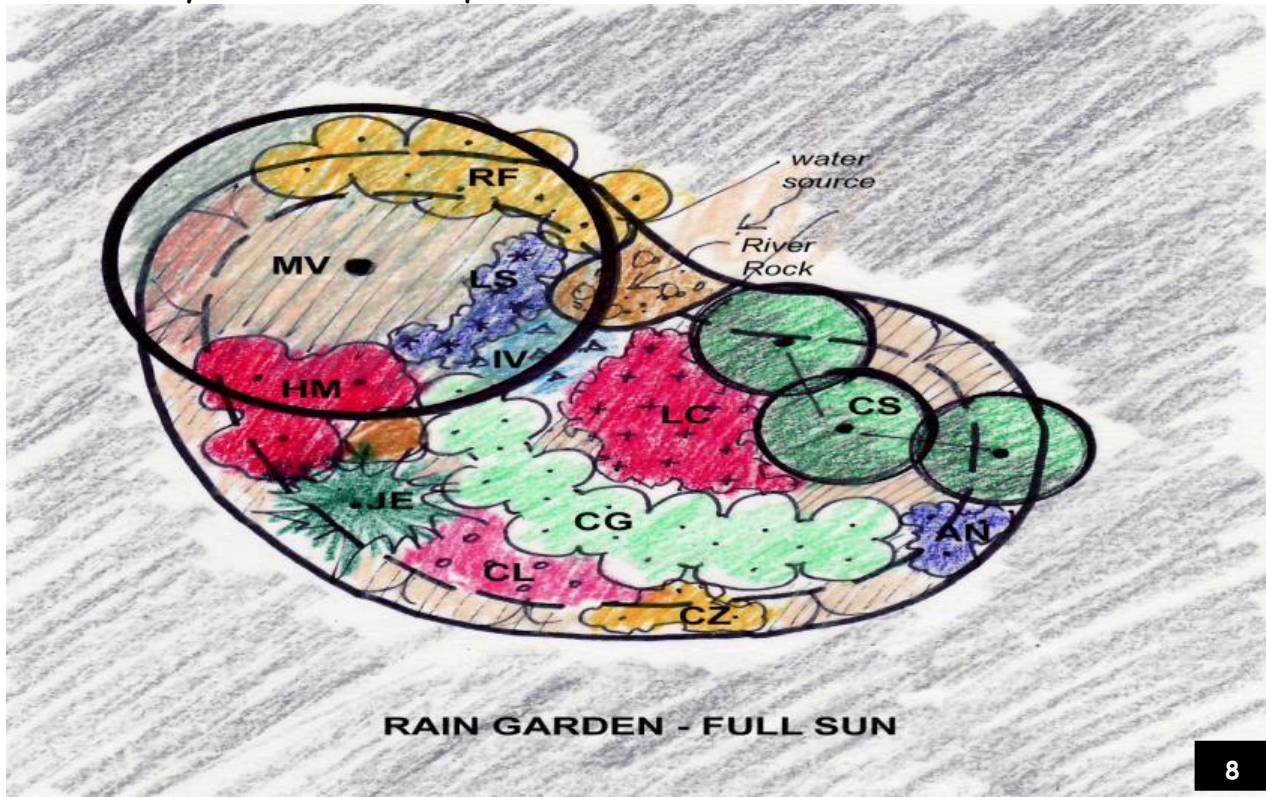 RF
water
source
River
Rock
MV
LS
IV
HM
LC
CS
JE
CG
AN
CL
CZ
RAIN GARDEN - FULL SUN
8